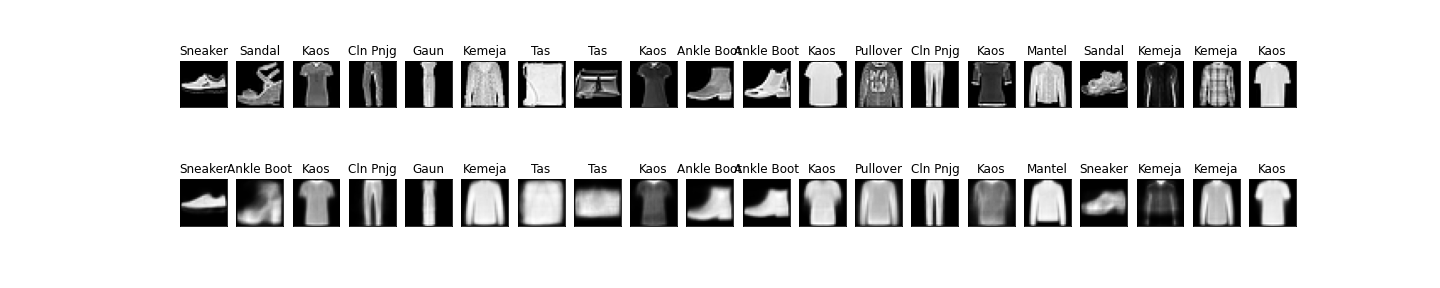 Sneaker Sandal Kaos Cln Pnjg Gaun Kemeja Tas Tas Kaos Ankle Boot Ankle Boot Kaos Pullover Cln Pnjg Kaos Mantel Sandal Kemeja Kemeja Kaos
Sneaker Ankle Boot Kaos Cln Pnjg Gaun Kemeja Tas Tas Kaos Ankle Boot Ankle Boot Kaos Pullover Cln Pnjg Kaos Mantel Sneaker Kemeja Kemeja Kaos